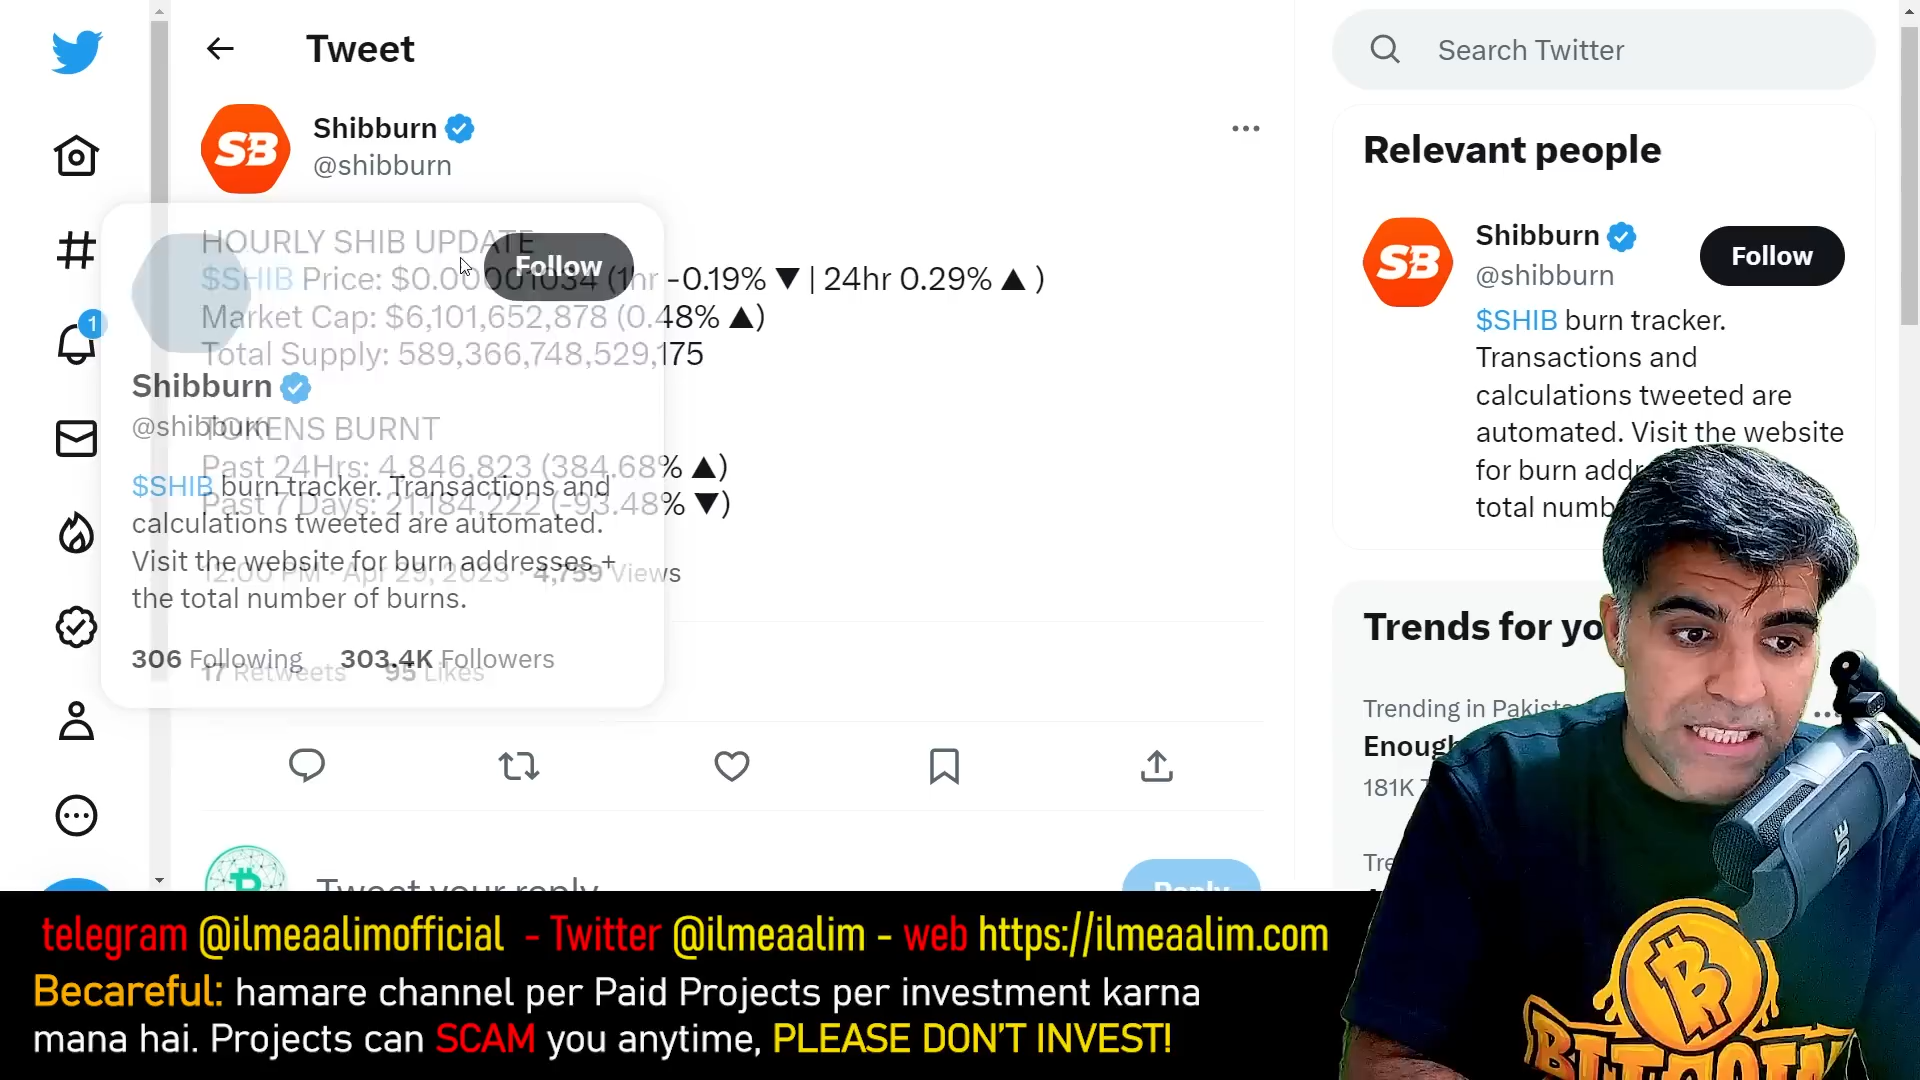 Tweet
Search Twitter
SB
Shibburn
@shibburn
HOURLY SHIB UPDATE
$SHIB Price: $0.00001034 (1hr -0.19% ▼ | 24hr 0.29% ▲ )
Market Cap: $6,101,652,878 (0.48% ▲)
Total Supply: 589,366,748,529,175
TOKENS BURNT
Past 24Hrs: 4,846,823 (384.68% ▲)
Past 7 Days: 21,184,222 (-93.48% ▼)
12:00 PM · Apr 29, 2023 · 4,759 Views
17 Retweets 95 Likes
Follow
Shibburn
@shibburn
$SHIB burn tracker. Transactions and
calculations tweeted are automated.
Visit the website for burn addresses +
the total number of burns.
306 Following 303.4K Followers
1
Tweet your reply
Reply
Relevant people
SB
Shibburn
@shibburn
Follow
$SHIB burn tracker.
Transactions and
calculations tweeted are
automated. Visit the website
for burn
total
Trends for
Trending in
181K
telegram @ilmeaalimofficial - Twitter @ilmeaalim - web https://ilmeaalim.com
Becareful: hamare channel per Paid Projects per investment karna
mana hai. Projects can SCAM you anytime, PLEASE DON'T INVEST!
BITCOIN